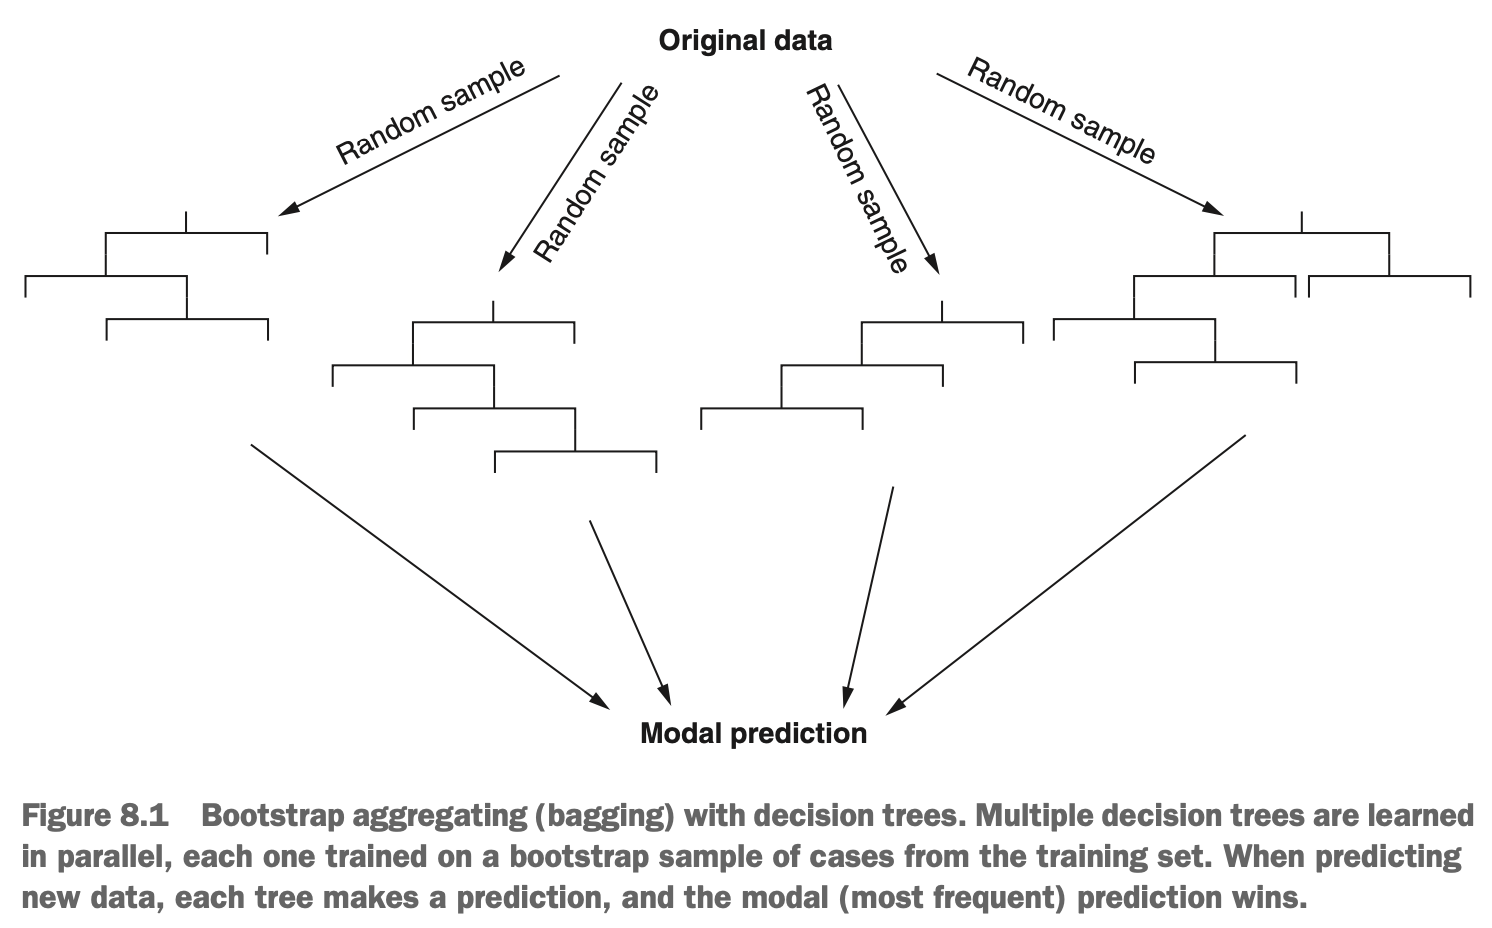 Original data
Random sample
Random sample
Random sample
Random sample
Modal prediction
Figure 8.1 Bootstrap aggregating (bagging) with decision trees. Multiple decision trees are learned
in parallel, each one trained on a bootstrap sample of cases from the training set. When predicting
new data, each tree makes a prediction, and the modal (most frequent) prediction wins.